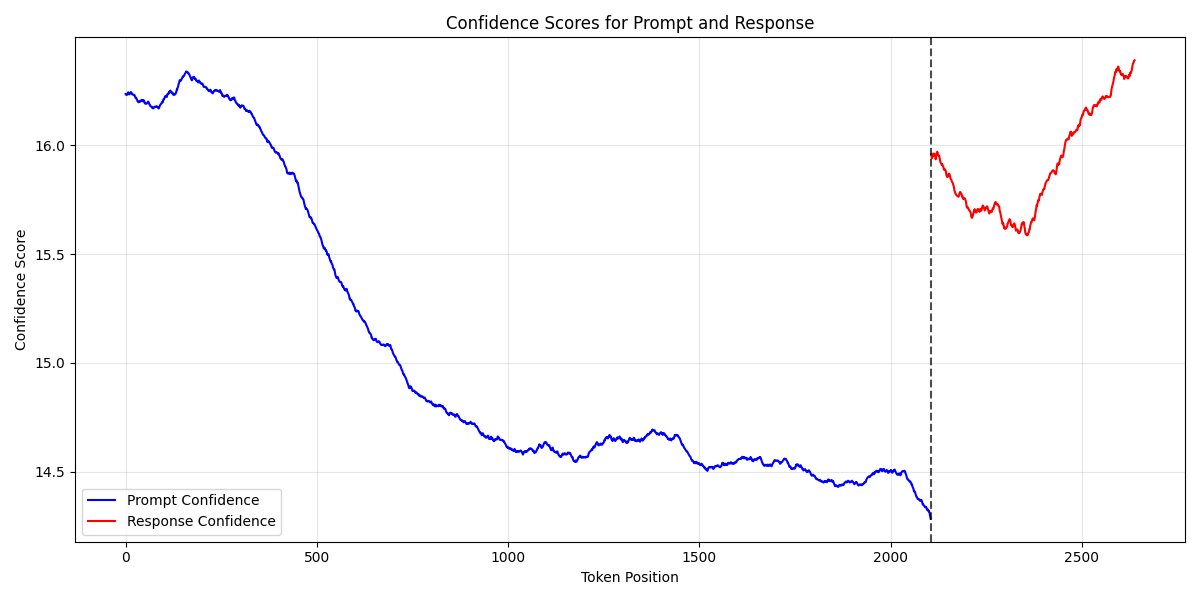 Confidence Scores for Prompt and Response
Confidence Score
16.0
15.5
15.0
14.5
Prompt Confidence
Response Confidence
0 500 1000 1500 2000 2500
Token Position